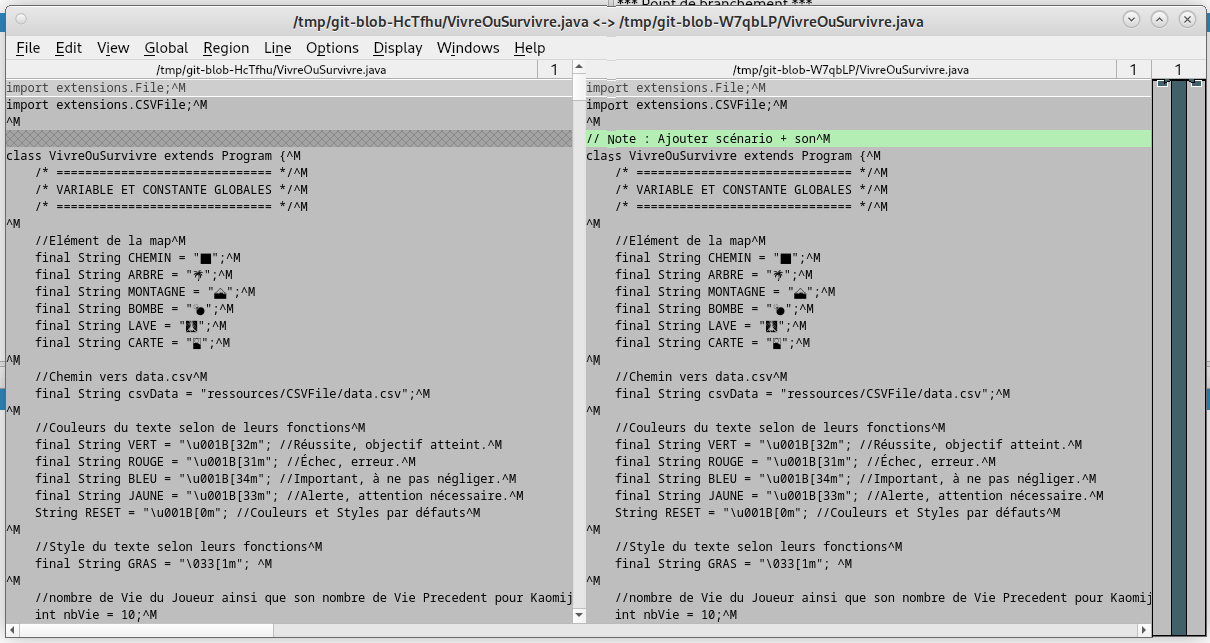 *** Point de branchement ***
/tmp/git-blob-HcTfhu/VivreOuSurvivre.java <-> /tmp/git-blob-W7qbLP/VivreOuSurvivre.java
File Edit View Global Region Line Options Display Windows Help
/tmp/git-blob-HcTfhu/VivreOuSurvivre.java 1
import extensions.File;^M
import extensions.CSVFile;^M
^M
class VivreOuSurvivre extends Program {^M
/* ============================== */^M
/* VARIABLE ET CONSTANTE GLOBALES */^M
/* ============================== */^M
^M
//Elément de la map^M
final String CHEMIN = "⬛";^M
final String ARBRE = "🌴";^M
final String MONTAGNE = "🌋";^M
final String BOMBE = "💣";^M
final String LAVE = "";^M
final String CARTE = "";^M
^M
//Chemin vers data.csv^M
final String csvData = "ressources/CSVFile/data.csv";^M
^M
//Couleurs du texte selon de leurs fonctions^M
final String VERT = "\u001B[32m"; //Réussite, objectif atteint.^M
final String ROUGE = "\u001B[31m"; //Échec, erreur.^M
final String BLEU = "\u001B[34m"; //Important, à ne pas négliger.^M
final String JAUNE = "\u001B[33m"; //Alerte, attention nécessaire.^M
String RESET = "\u001B[0m"; //Couleurs et Styles par défauts^M
^M
//Style du texte selon leurs fonctions^M
final String GRAS = "\033[1m"; ^M
^M
//nombre de Vie du Joueur ainsi que son nombre de Vie Precedent pour Kaomij
int nbVie = 10;^M
/tmp/git-blob-W7qbLP/VivreOuSurvivre.java 1 1
import extensions.File;^M
import extensions.CSVFile;^M
^M
// Note : Ajouter scénario + son^M
class VivreOuSurvivre extends Program {^M
/* ============================== */^M
/* VARIABLE ET CONSTANTE GLOBALES */^M
/* ============================== */^M
^M
//Elément de la map^M
final String CHEMIN = "⬛";^M
final String ARBRE = "🌴";^M
final String MONTAGNE = "🌋";^M
final String BOMBE = "💣";^M
final String LAVE = "";^M
final String CARTE = "";^M
^M
//Chemin vers data.csv^M
final String csvData = "ressources/CSVFile/data.csv";^M
^M
//Couleurs du texte selon de leurs fonctions^M
final String VERT = "\u001B[32m"; //Réussite, objectif atteint.^M
final String ROUGE = "\u001B[31m"; //Échec, erreur.^M
final String BLEU = "\u001B[34m"; //Important, à ne pas négliger.^M
final String JAUNE = "\u001B[33m"; //Alerte, attention nécessaire.^M
String RESET = "\u001B[0m"; //Couleurs et Styles par défauts^M
^M
//Style du texte selon leurs fonctions^M
final String GRAS = "\033[1m"; ^M
^M
//nombre de Vie du Joueur ainsi que son nombre de Vie Precedent pour Kaomij
int nbVie = 10;^M